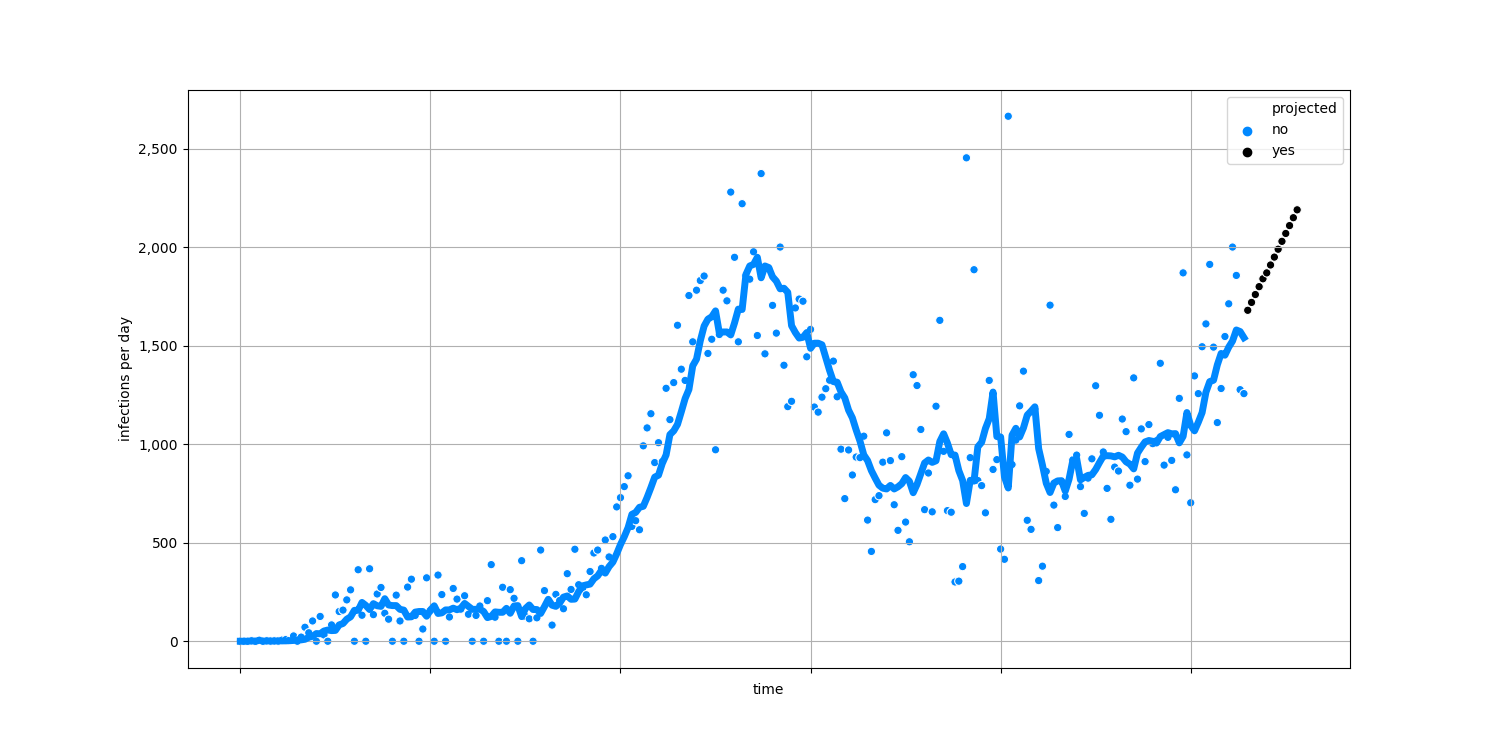 projected
no
yes
2,500
2,000
1,500
1,000
500
0
infections per day
time